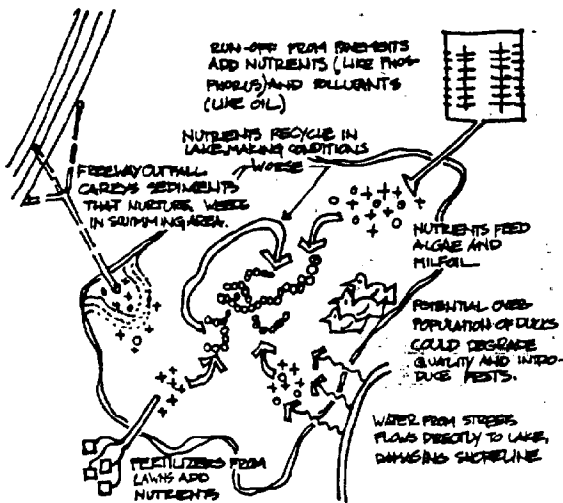 RUN-OFF FROM PAVEMENTS
ADD NUTRIENTS (LIKE PHOS-
PHORUS) AND POLLUTANTS
(LIKE OIL)
NUTRIENTS RECYCLE IN
LAKE, MAKING CONDITIONS
WORSE
FREEWAY OUTFALL
CARRYS SEDIMENTS
THAT NURTURE WEEDS
IN SWIMMING AREA.
NUTRIENTS FEED
ALGAE AND
MILFOIL
POTENTIAL OVER
POPULATION OF DUCKS
COULD DEGRADE
QUALITY AND INTRO-
DUCE PESTS.
WATER FROM STREETS
FLOWS DIRECTLY TO LAKE,
DAMAGING SHORELINE
FERTILIZERS FROM
LAWNS ADD
NUTRIENTS